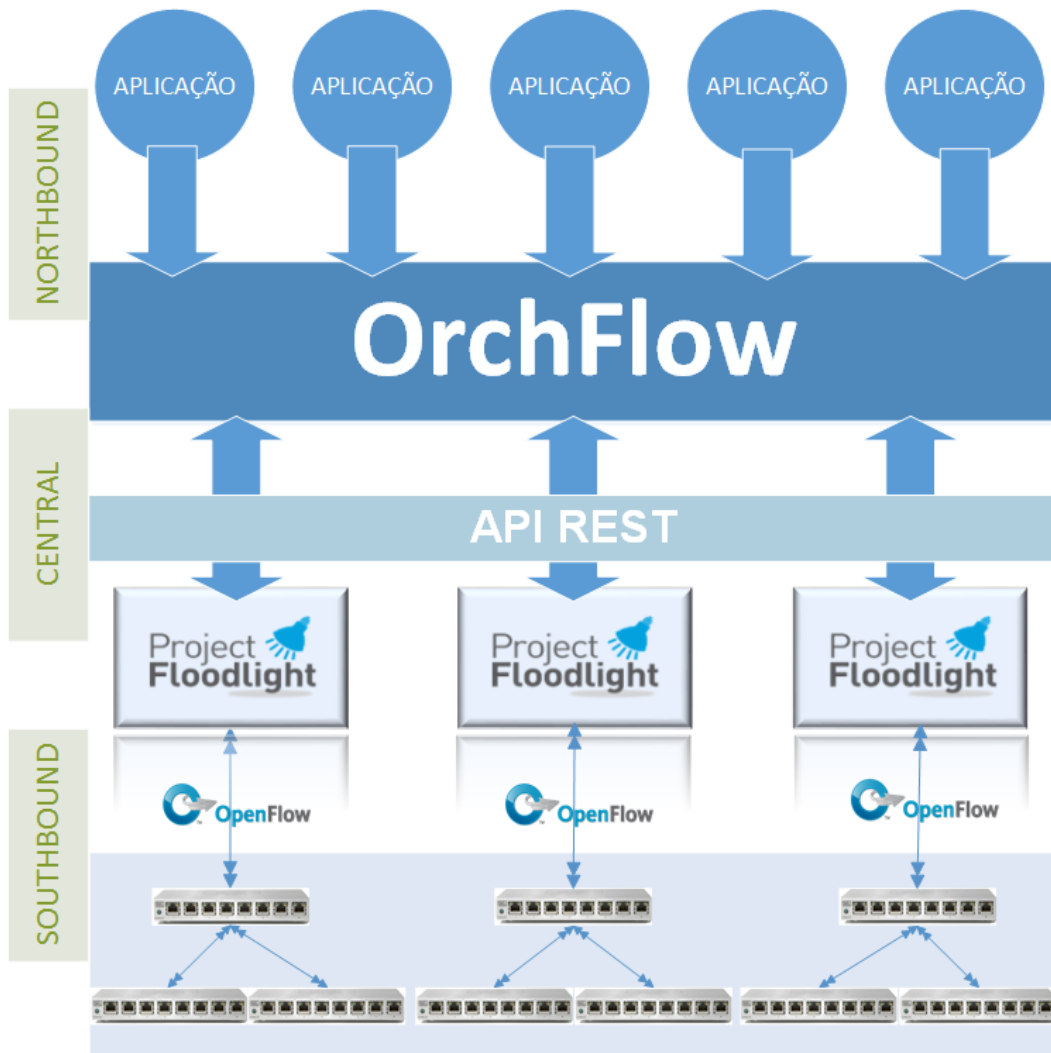 APLICAÇÃO APLICAÇÃO APLICAÇÃO APLICAÇÃO APLICAÇÃO
NORTHBOUND
OrchFlow
CENTRAL
API REST
Project Project Project
Floodlight Floodlight Floodlight
SOUTHBOUND
OpenFlow OpenFlow OpenFlow